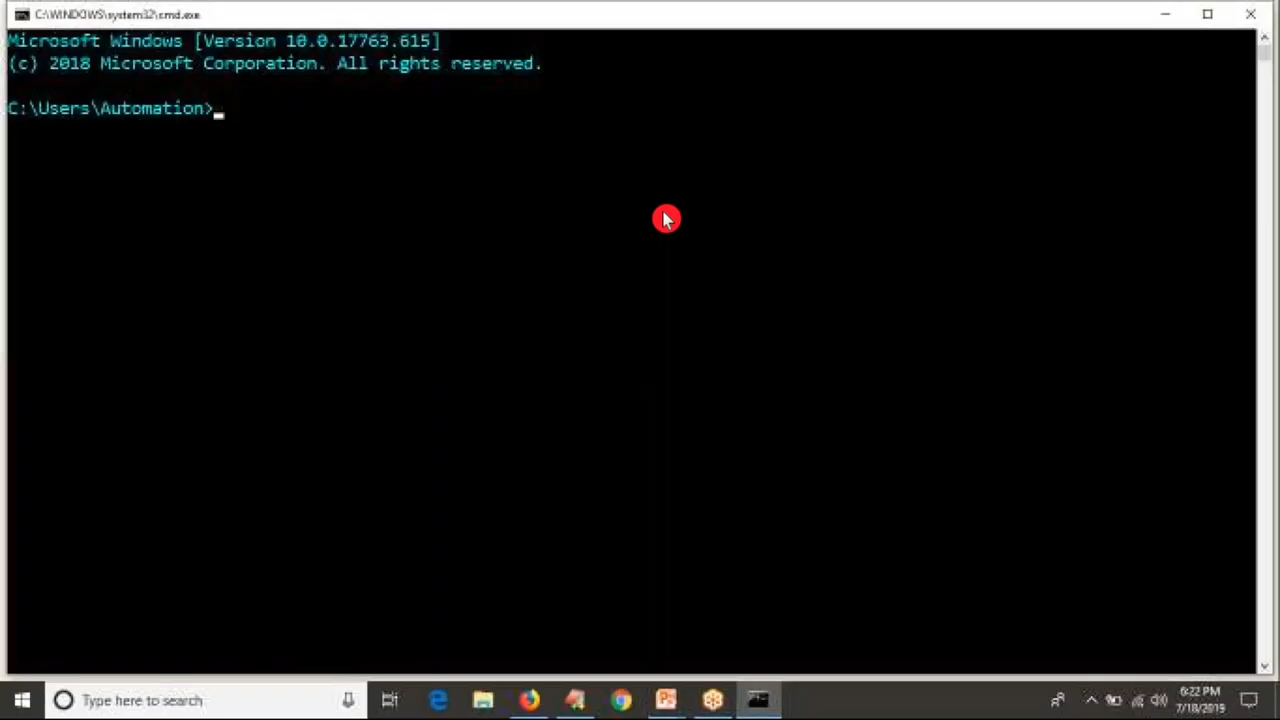 C:\WINDOWS\system32\cmd.exe
Microsoft Windows [Version 10.0.17763.615]
(c) 2018 Microsoft Corporation. All rights reserved.
C:\Users\Automation>
Type here to search
6:22 PM
7/18/2019